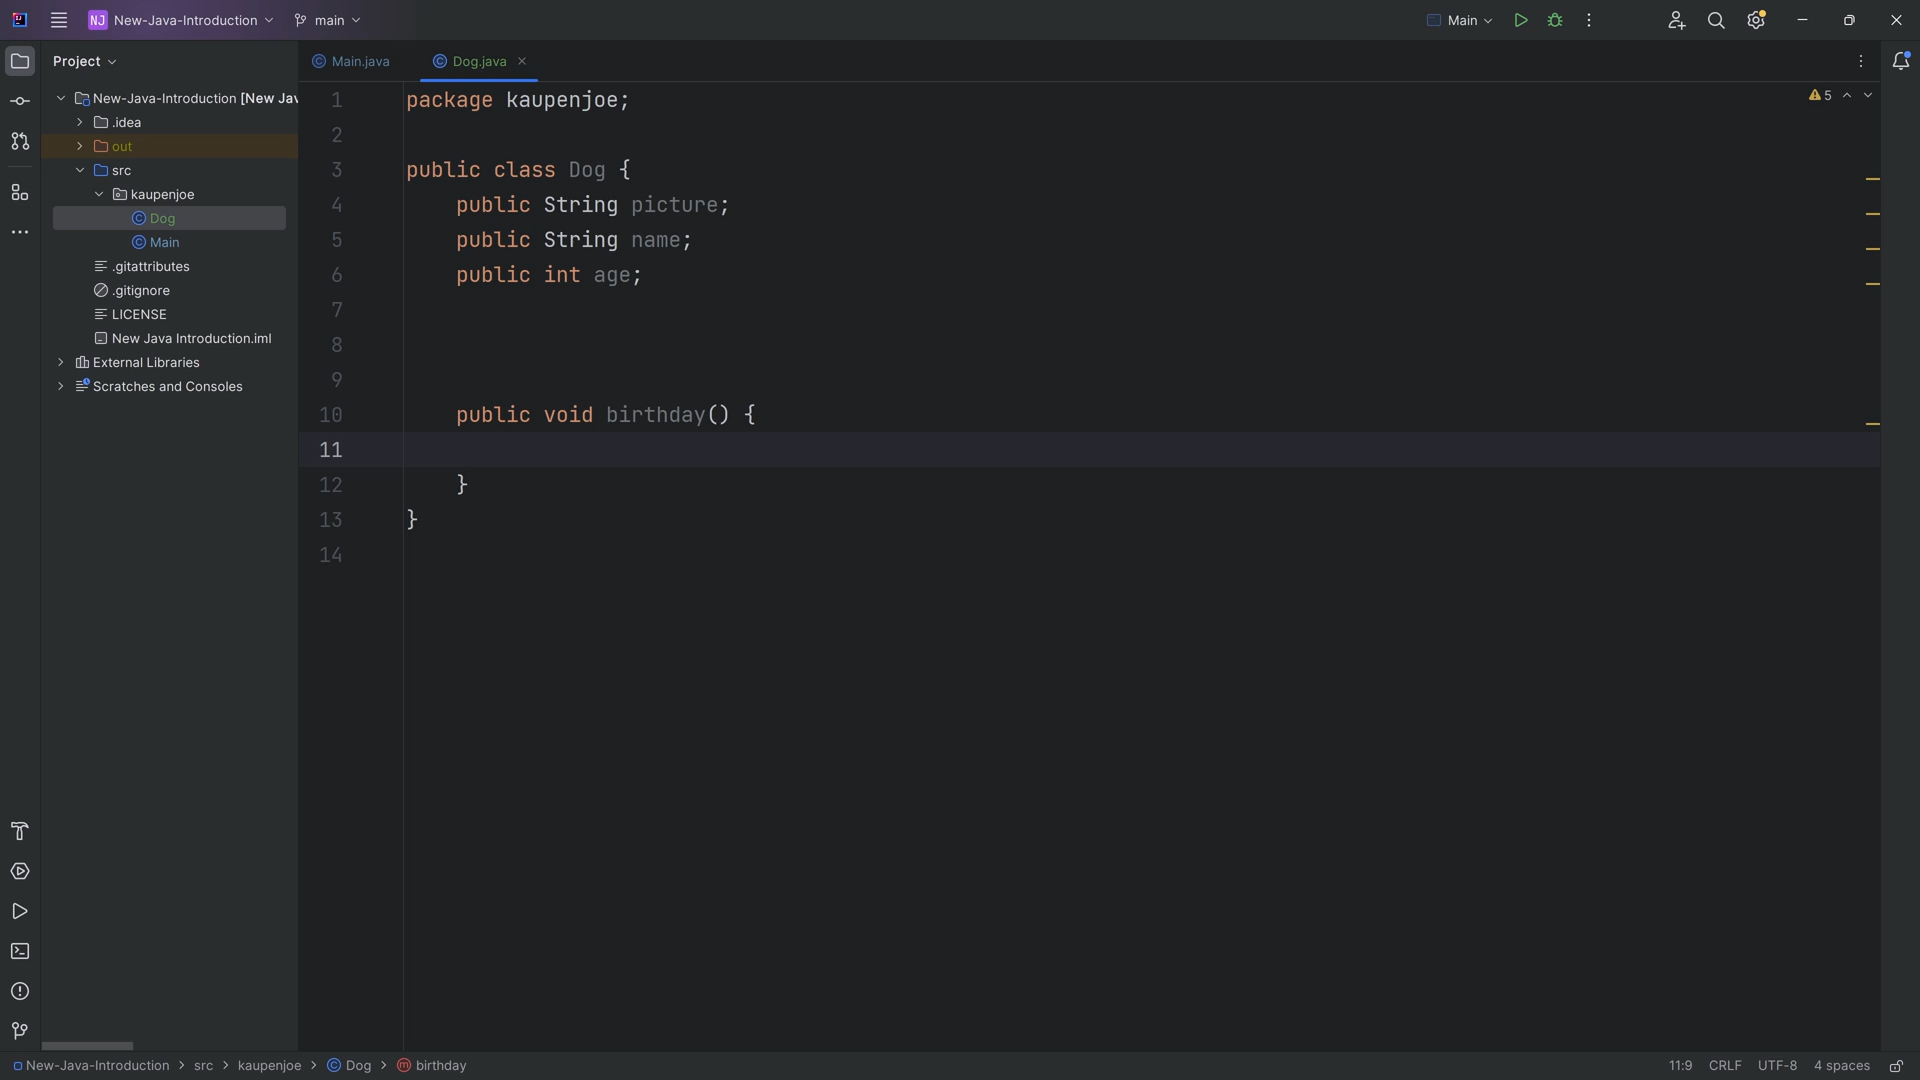 NJ New-Java-Introduction main Main
Project
New-Java-Introduction [New Jav
.idea
out
src
kaupenjoe
Dog
Main
.gitattributes
.gitignore
LICENSE
New Java Introduction.iml
External Libraries
Scratches and Consoles
Main.java Dog.java
5
1 package kaupenjoe;
2
3 public class Dog {
4 public String picture;
5 public String name;
6 public int age;
7
8
9
10 public void birthday() {
11
12 }
13 }
14
New-Java-Introduction > src > kaupenjoe > Dog > birthday
11:9 CRLF UTF-8 4 spaces